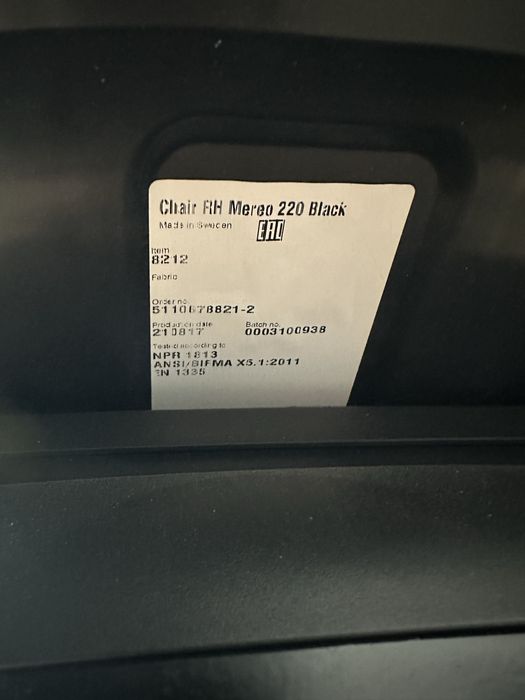 Chair RH Mereo 220 Black
Made in Sweden
EAC
Item
8212
Fabric
Order no.
5110678821-2
Production date Batch no.
210817 0003100938
Tested according to
NPR 1813
ANSI/BIFMA X5.1:2011
EN 1335